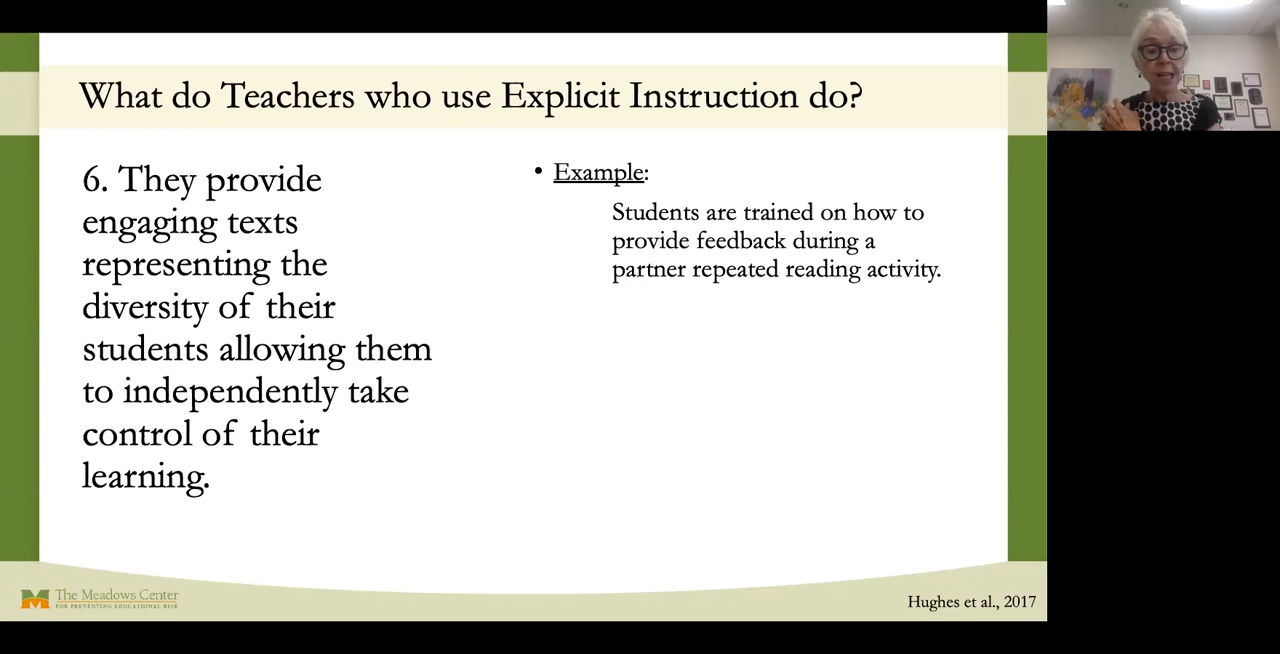 What do Teachers who use Explicit Instruction do?
6. They provide
engaging texts
representing the
diversity of their
students allowing them
to independently take
control of their
learning.
• Example:
Students are trained on how to
provide feedback during a
partner repeated reading activity.
The Meadows Center
FOR PREVENTING EDUCATIONAL RISK
Hughes et al., 2017